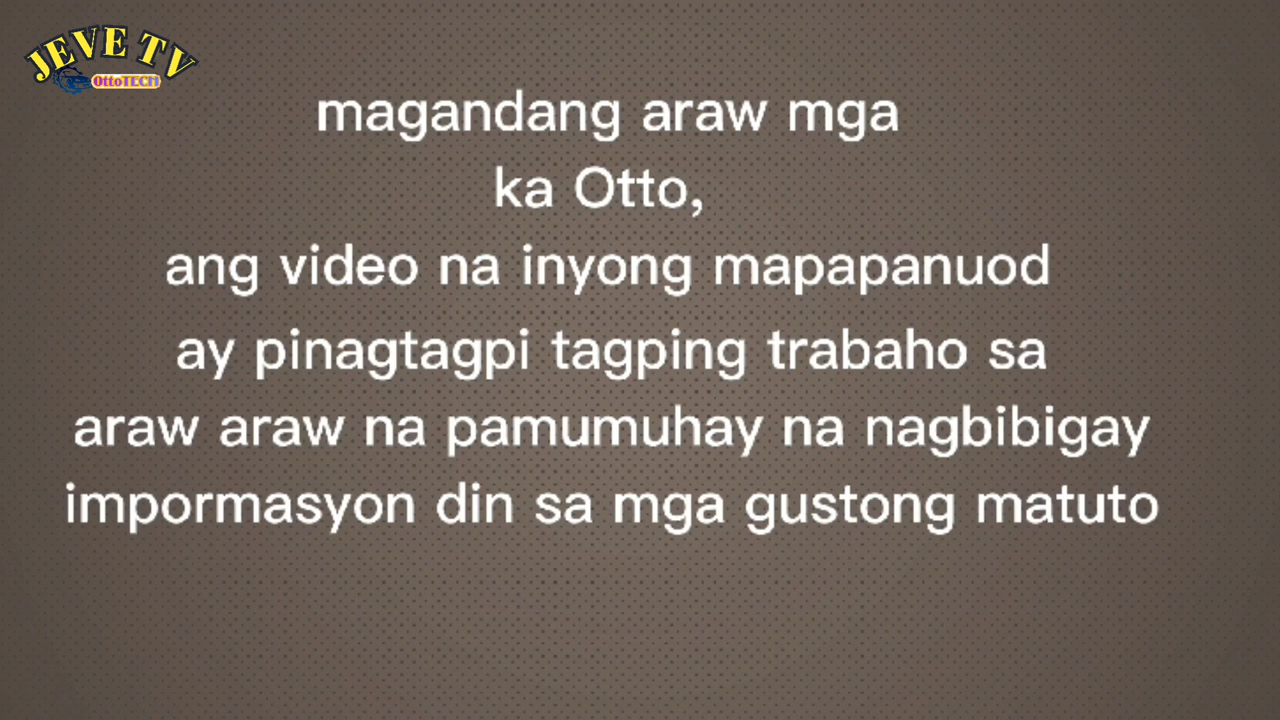 JEVE TV
OttoTECH
magandang araw mga
ka Otto,
ang video na inyong mapapanuod
ay pinagtagpi tagping trabaho sa
araw araw na pamumuhay na nagbibigay
impormasyon din sa mga gustong matuto